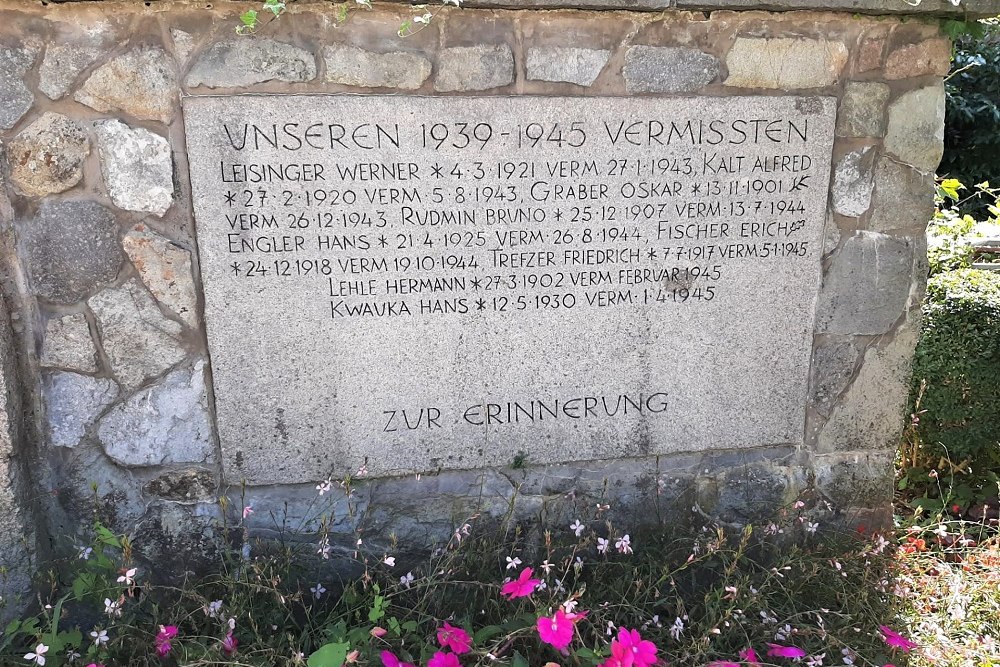 UNSEREN 1939-1945 VERMISSTEN
LEISINGER WERNER * 4·3·1921 VERM· 27·1·1943, KALT ALFRED
* 27·2·1920 VERM· 5·8·1943, GRABER OSKAR * 13·11·1901
VERM· 26·12·1943, RUDMIN BRUNO * 25·12·1907 VERM· 13·7·1944
ENGLER HANS * 21·4·1925 VERM· 26·8·1944, FISCHER ERICH
* 24·12·1918 VERM· 19·10·1944, TREFZER FRIEDRICH * 7·7·1917 VERM· 5·1·1945,
LEHLE HERMANN * 27·3·1902 VERM· FEBRUAR·1945
KWAUKA HANS * 12·5·1930 VERM· 1·4·1945
ZUR ERINNERUNG